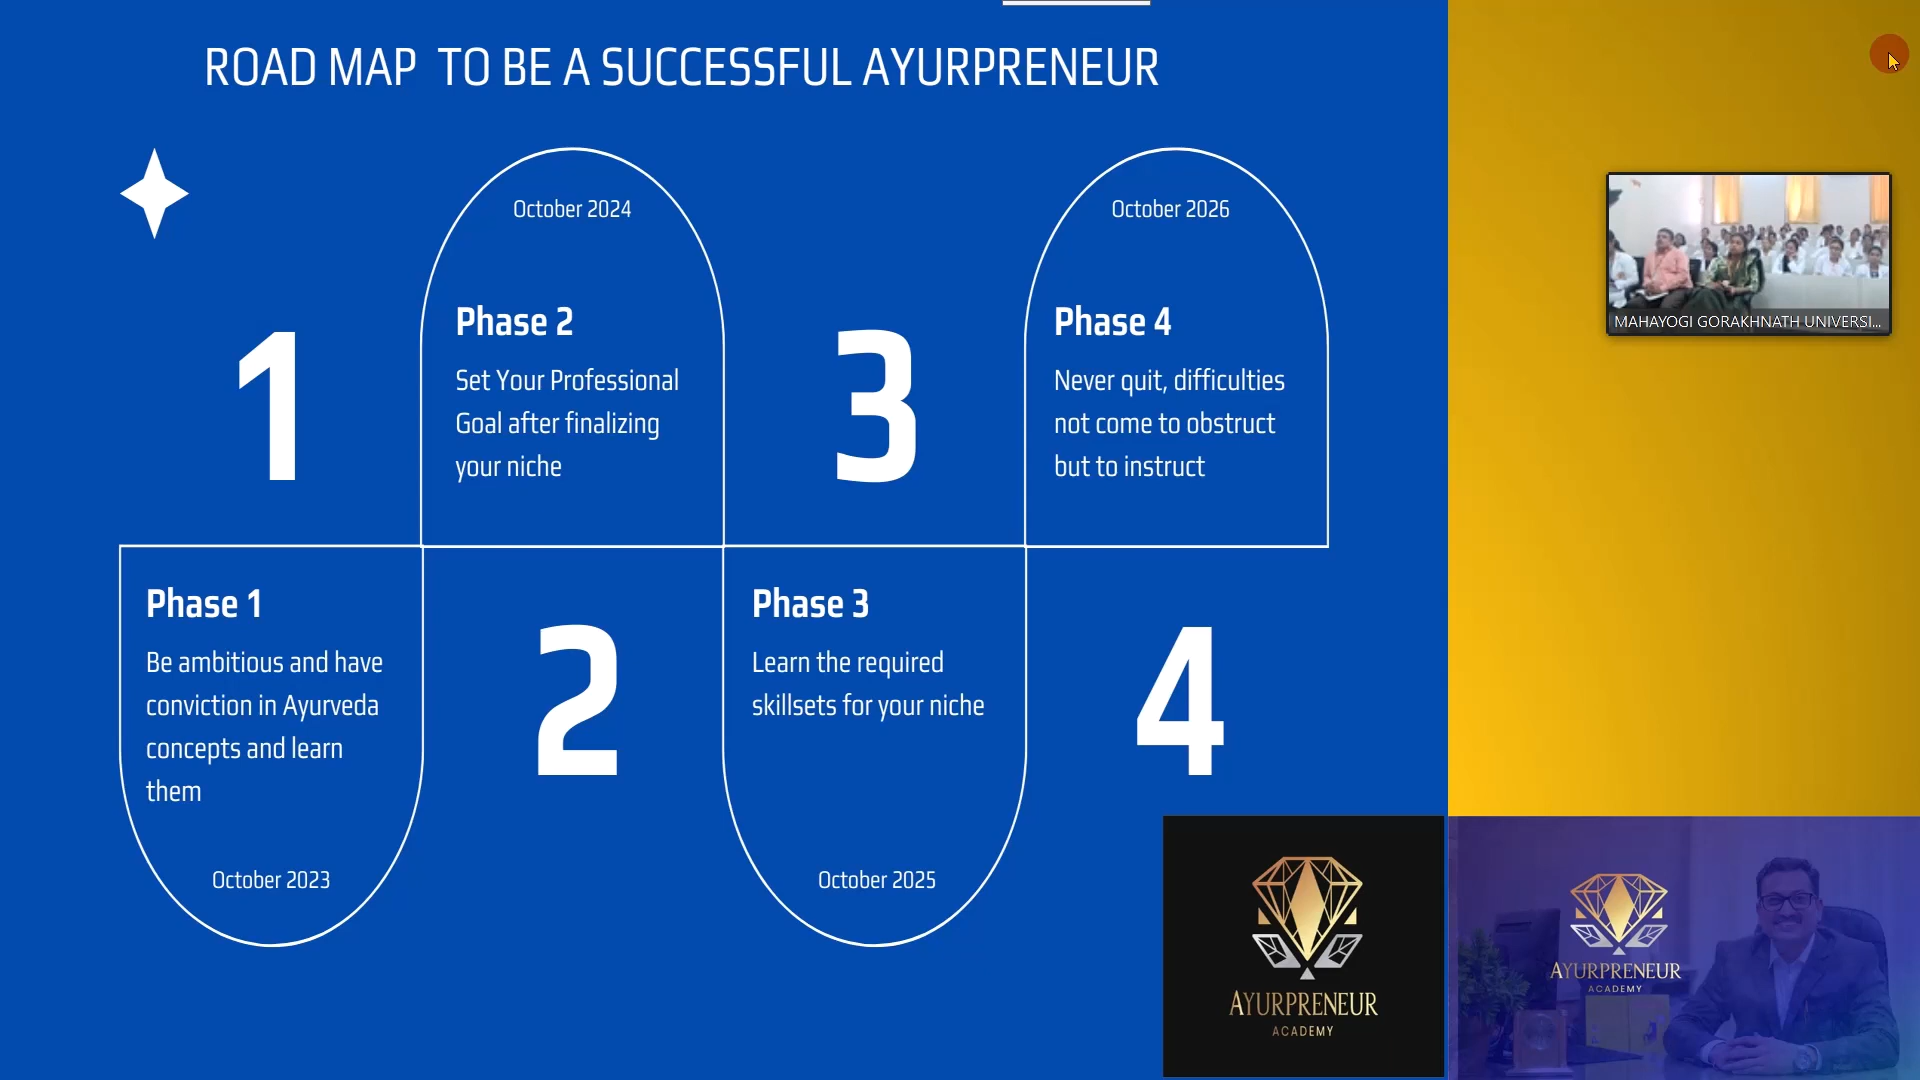 ROAD MAP TO BE A SUCCESSFUL AYURPRENEUR
1
Phase 1
Be ambitious and have
conviction in Ayurveda
concepts and learn
them
October 2023
October 2024
Phase 2
Set Your Professional
Goal after finalizing
your niche
2
3
Phase 3
Learn the required
skillsets for your niche
October 2025
October 2026
Phase 4
Never quit, difficulties
not come to obstruct
but to instruct
4
MAHAYOGI GORAKHNATH UNIVERSI...
AYURPRENEUR
ACADEMY
AYURPRENEUR
ACADEMY